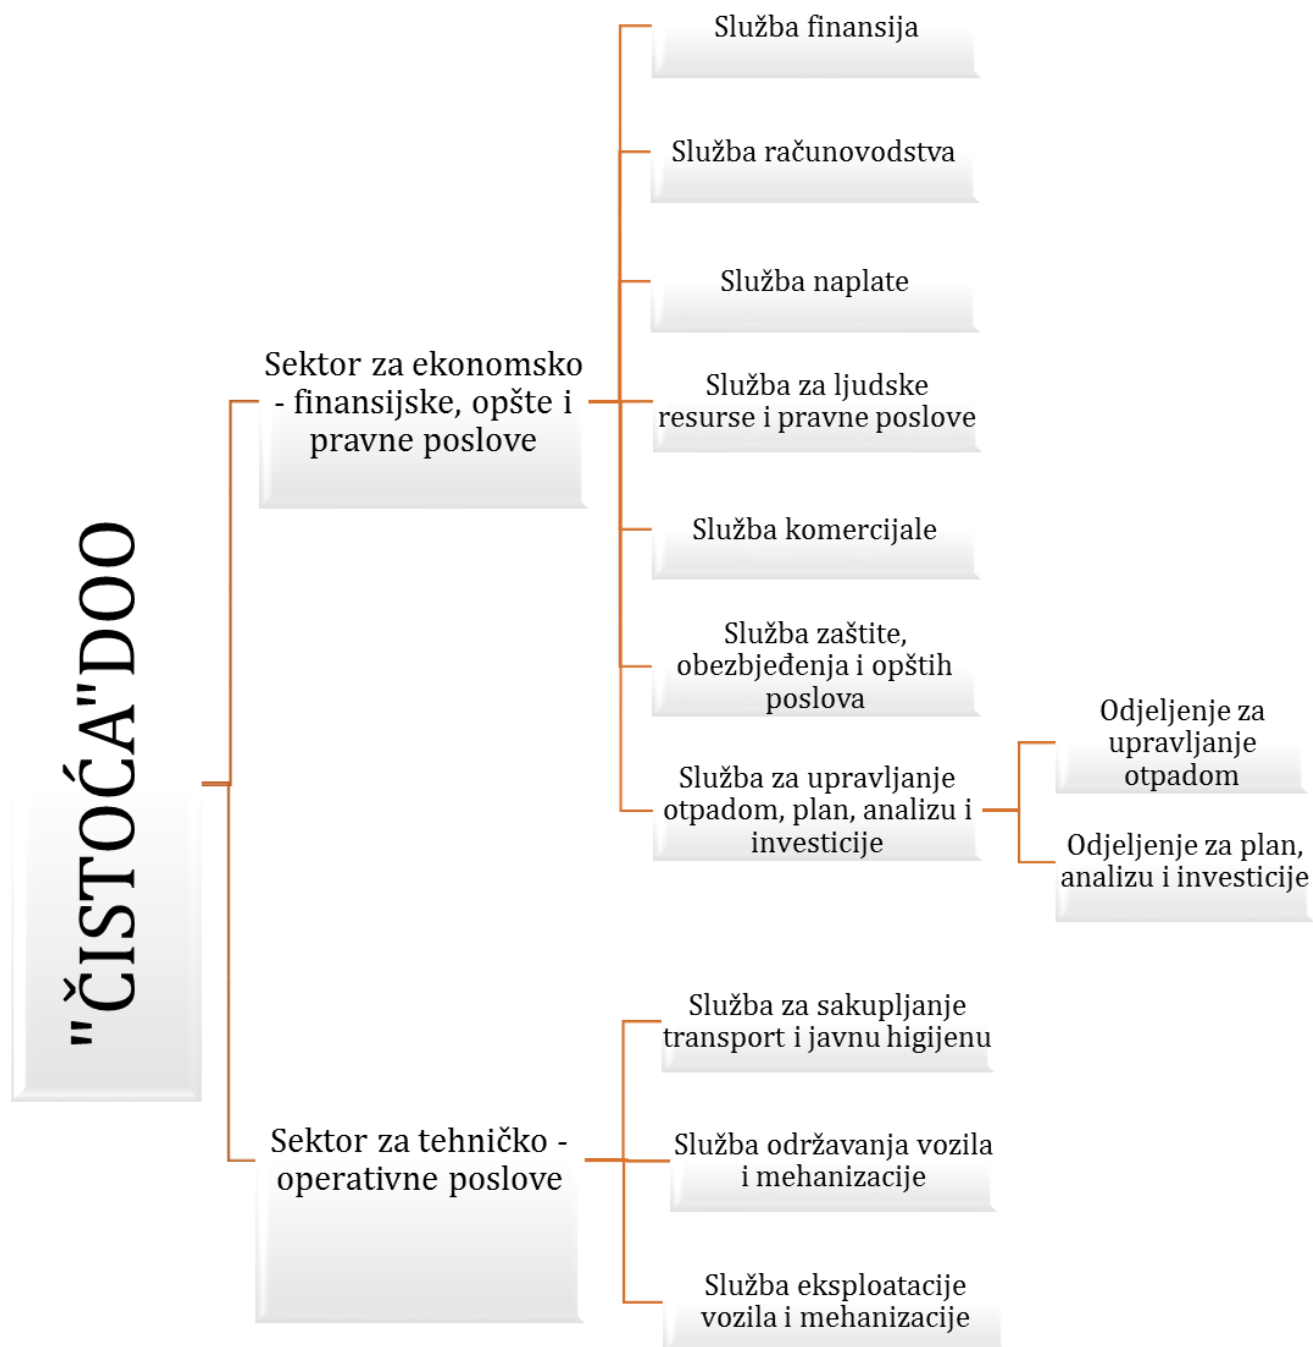 "ČISTOĆA"DOO
Sektor za ekonomsko
- finansijske, opšte i
pravne poslove
Služba finansija
Služba računovodstva
Služba naplate
Služba za ljudske
resurse i pravne poslove
Služba komercijale
Služba zaštite,
obezbjeđenja i opštih
poslova
Služba za upravljanje
otpadom, plan, analizu i
investicije
Odjeljenje za
upravljanje
otpadom
Odjeljenje za plan,
analizu i investicije
Sektor za tehničko -
operativne poslove
Služba za sakupljanje
transport i javnu higijenu
Služba održavanja vozila
i mehanizacije
Služba eksploatacije
vozila i mehanizacije